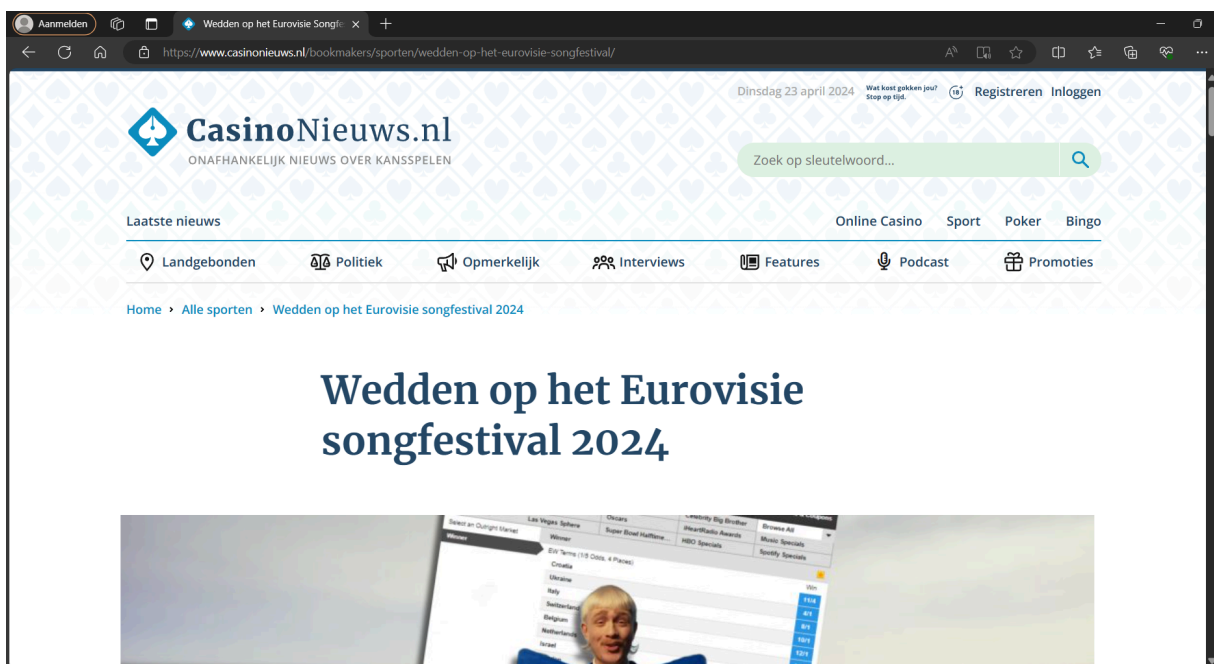 Aanmelden
Wedden op het Eurovisie Songfe
https://www.casinonieuws.nl/bookmakers/sporten/wedden-op-het-eurovisie-songfestival/
Dinsdag 23 april 2024
Wat kost gokken jou?
Stop op tijd.
18+
Registreren Inloggen
CasinoNieuws.nl
ONAFHANKELIJK NIEUWS OVER KANSSPELEN
Zoek op sleutelwoord...
Laatste nieuws
Online Casino Sport Poker Bingo
Landgebonden Politiek Opmerkelijk Interviews Features Podcast Promoties
Home › Alle sporten › Wedden op het Eurovisie songfestival 2024
Wedden op het Eurovisie
songfestival 2024
Select an Outright Market
Las Vegas Sphere
Oscars
Celebrity Big Brother
Browse All
Coupons
Winner
Winner
Super Bowl Halftime...
iHeartRadio Awards
Music Specials
HBO Specials
Spotify Specials
EW Terms (1/5 Odds, 4 Places)
Win
Croatia
11/4
Ukraine
4/1
Italy
8/1
Switzerland
10/1
Belgium
12/1
Netherlands
Israel